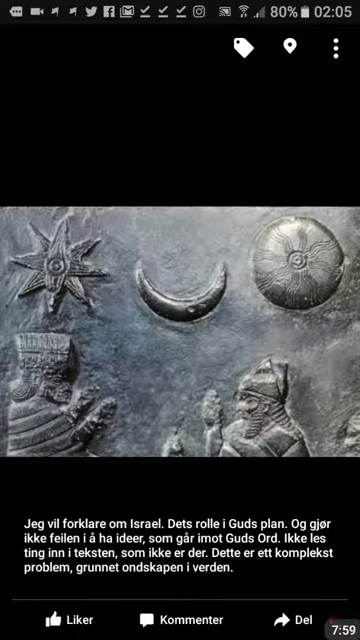 80% 02:05
Jeg vil forklare om Israel. Dets rolle i Guds plan. Og gjør
ikke feilen i å ha ideer, som går imot Guds Ord. Ikke les
ting inn i teksten, som ikke er der. Dette er ett komplekst
problem, grunnet ondskapen i verden.
Liker Kommenter Del
7:59